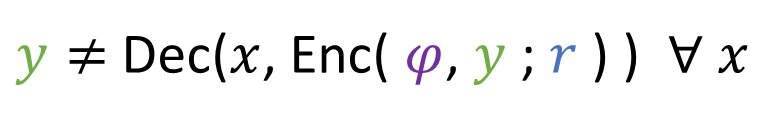 y ≠ Dec(x, Enc( φ, y ; r ) ) ∀ x